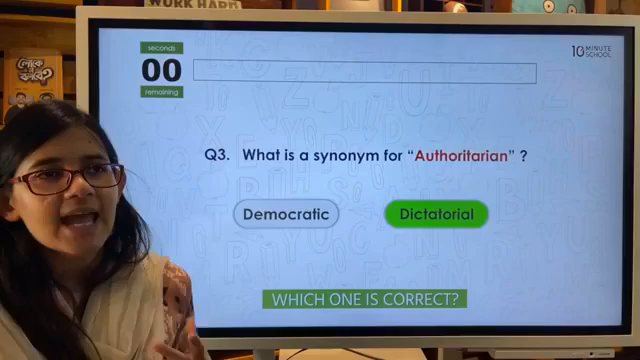 WORK HARD
লোকে
কী
বলবে?
seconds
00
remaining
10 MINUTE
SCHOOL
Q3. What is a synonym for “Authoritarian” ?
Democratic
Dictatorial
WHICH ONE IS CORRECT?